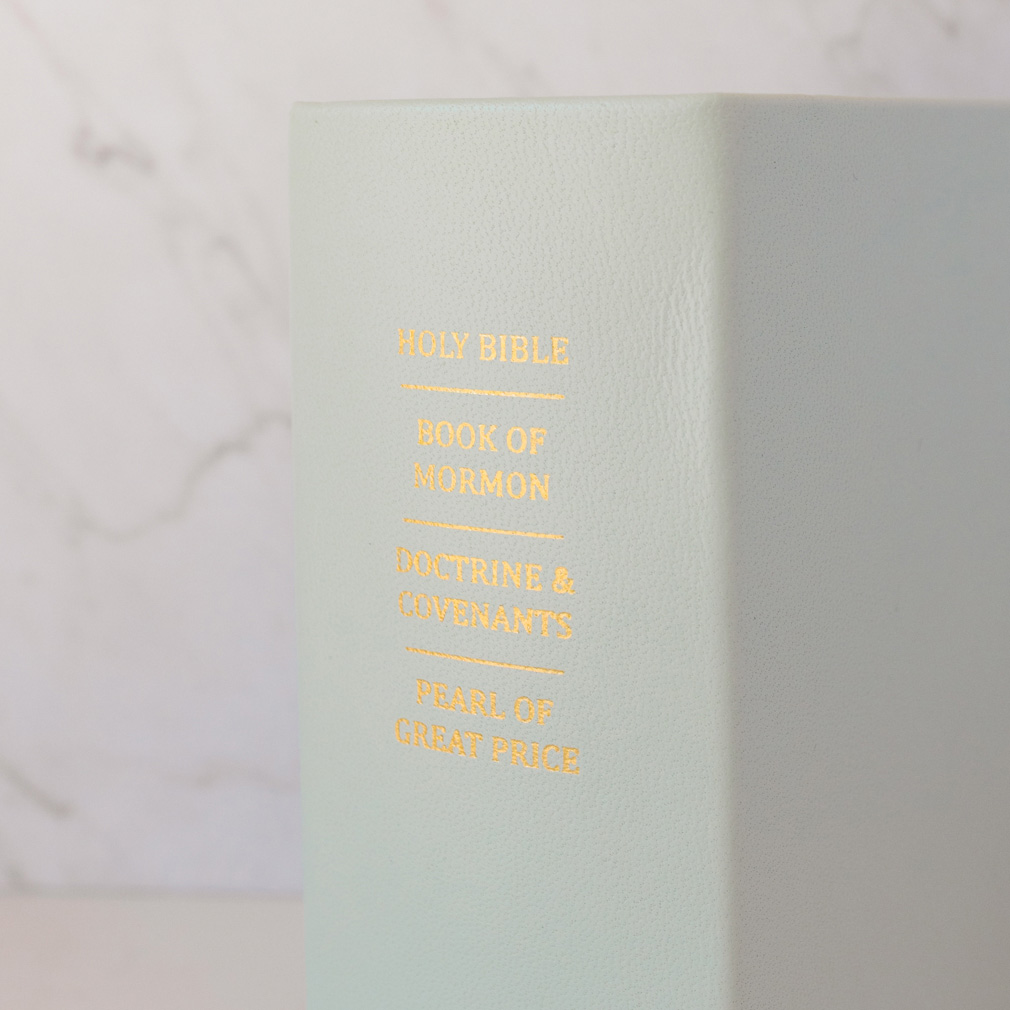 HOLY BIBLE
BOOK OF
MORMON
DOCTRINE &
COVENANTS
PEARL OF
GREAT PRICE